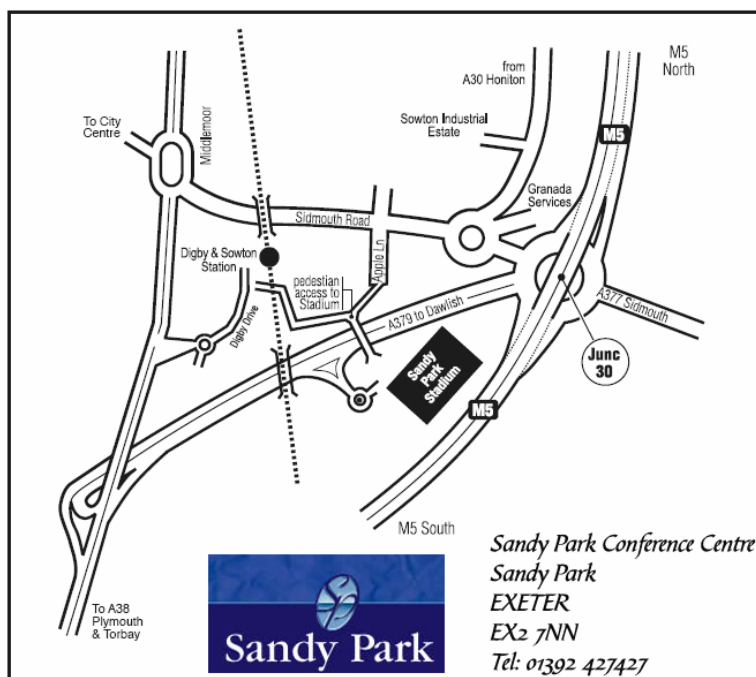 M5
North
from
A30 Honiton
To City
Centre
Middlemoor
Sowton Industrial
Estate
M5
Granada
Services
Sidmouth Road
Digby & Sowton
Station
Apple Ln
pedestian
access to
Stadium
Digby Drive
A379 to Dawlish
A377 Sidmouth
Junc
30
Sandy
Park
Stadium
M5
M5 South
To A38
Plymouth
& Torbay
Sandy Park
Sandy Park Conference Centre
Sandy Park
EXETER
EX2 7NN
Tel: 01392 427427